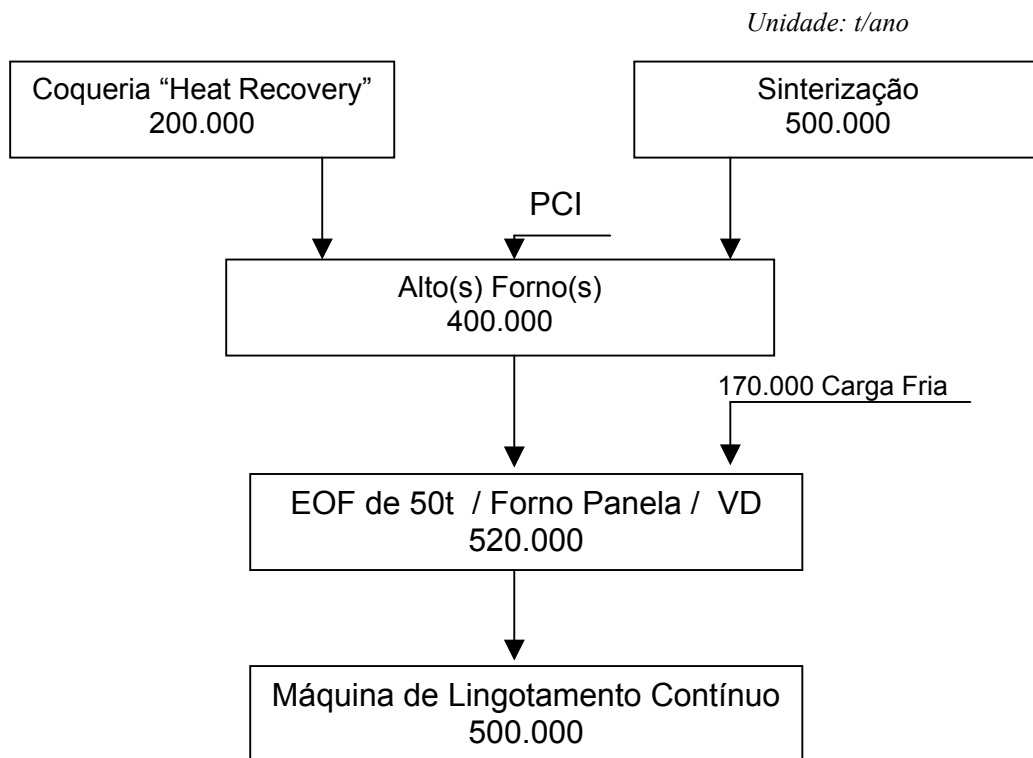 Unidade: t/ano
Coqueria “Heat Recovery”
200.000
Sinterização
500.000
PCI
Alto(s) Forno(s)
400.000
170.000 Carga Fria
EOF de 50t / Forno Panela / VD
520.000
Máquina de Lingotamento Contínuo
500.000